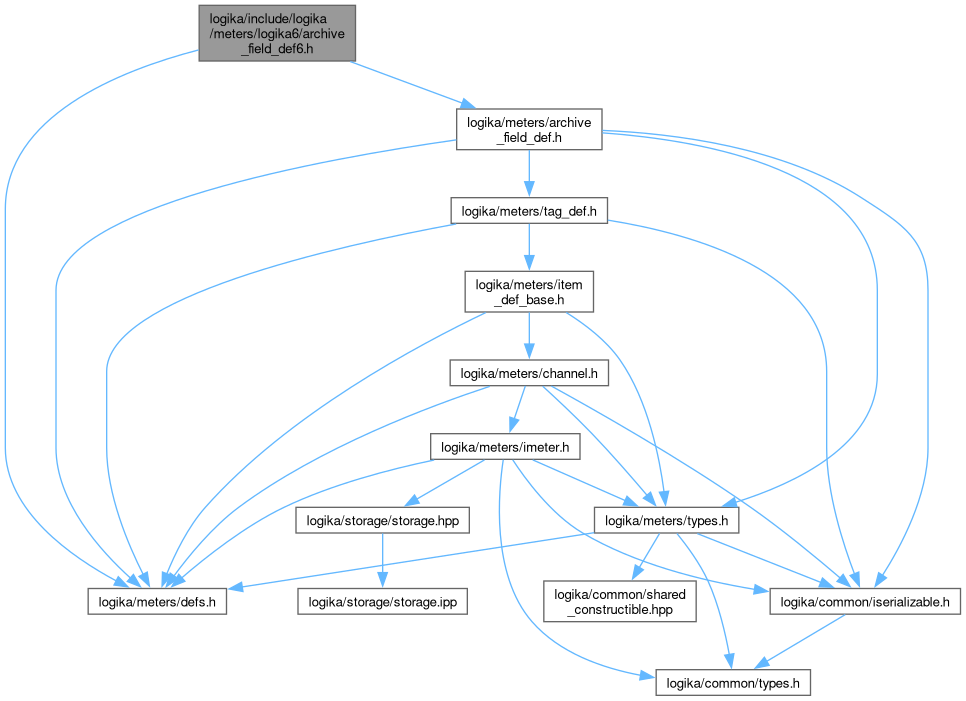 logika/include/logika
/meters/logika6/archive
_field_def6.h
logika/meters/archive
_field_def.h
logika/meters/tag_def.h
logika/meters/item
_def_base.h
logika/meters/channel.h
logika/meters/imeter.h
logika/storage/storage.hpp
logika/meters/types.h
logika/meters/defs.h
logika/storage/storage.ipp
logika/common/shared
_constructible.hpp
logika/common/iserializable.h
logika/common/types.h